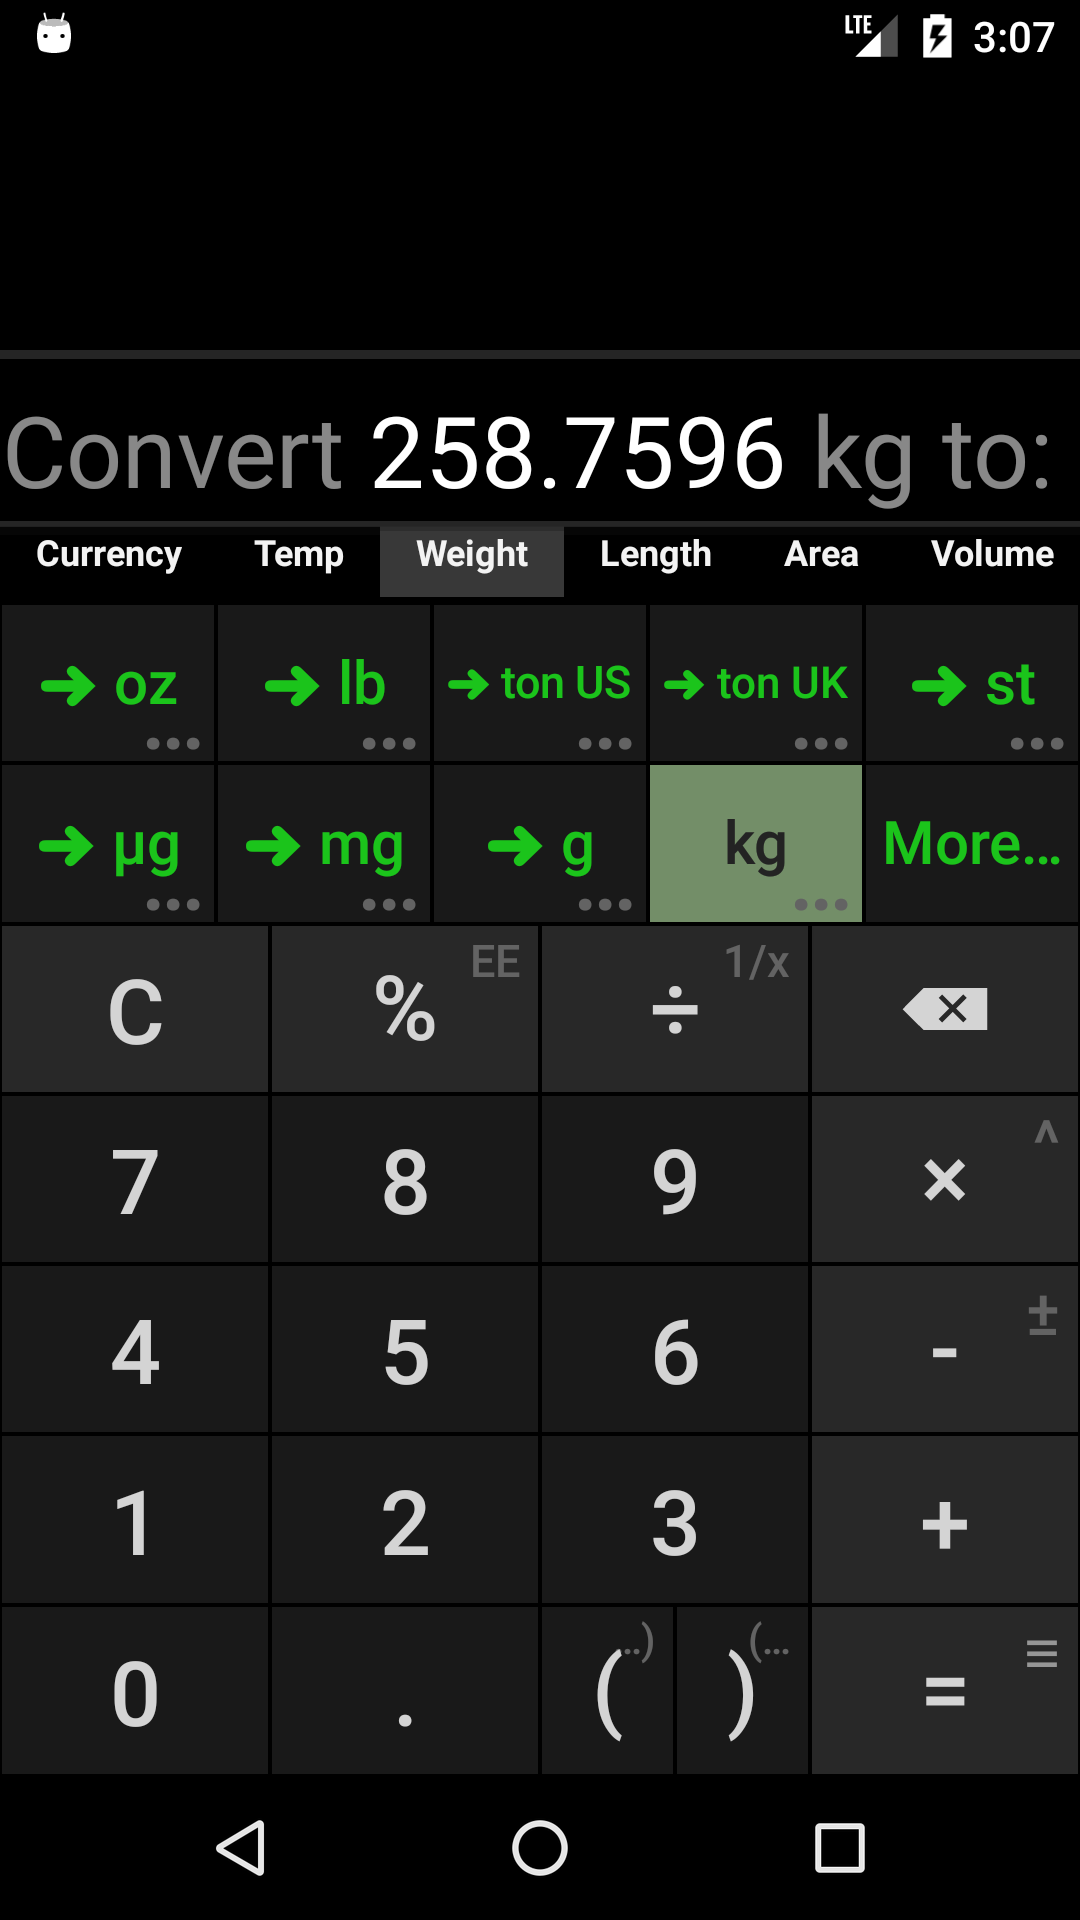 LTE 3:07
Convert 258.7596 kg to:
Currency Temp Weight Length Area Volume
→ oz → lb → ton US → ton UK → st
→ µg → mg → g kg More...
C % EE ÷ 1/x
7 8 9 × ^
4 5 6 - ±
1 2 3 +
0 . ( ..) ) (... = ≡